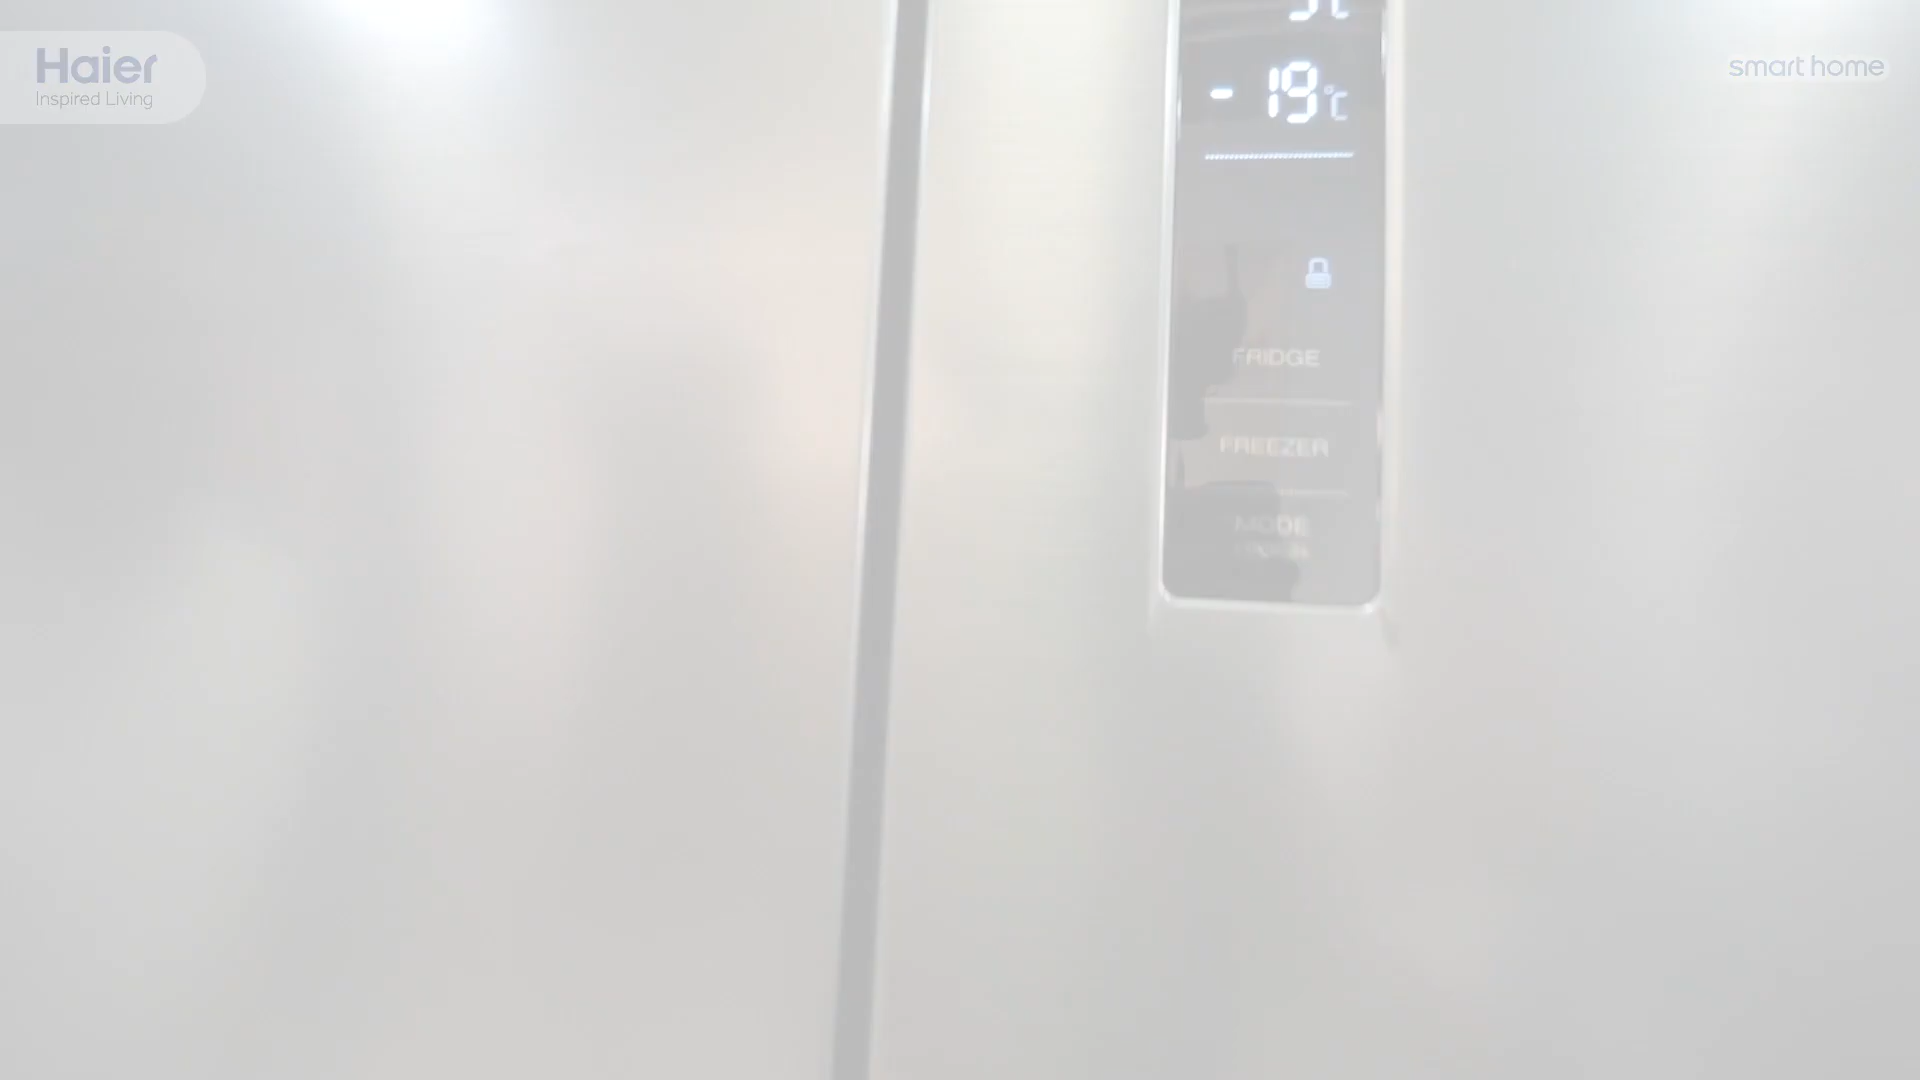 Haier
Inspired Living
smart home
- 19°C
FRIDGE
FREEZER
MODE